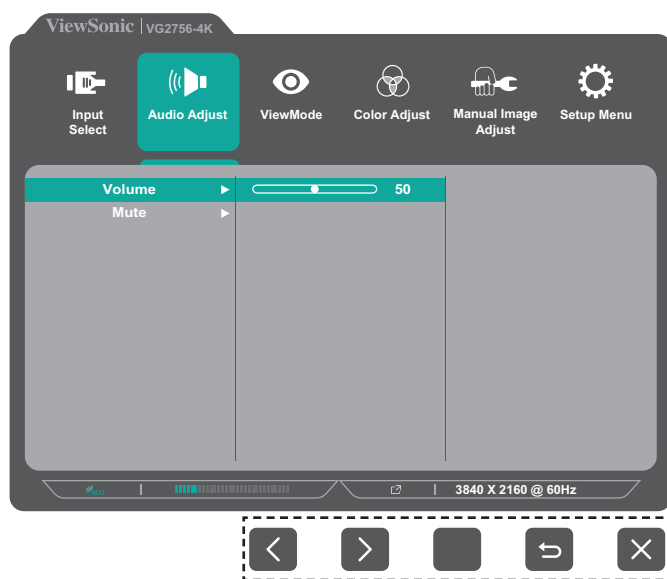 ViewSonic | VG2756-4K
Input Select
Audio Adjust
ViewMode
Color Adjust
Manual Image Adjust
Setup Menu
Volume
50
Mute
eco
3840 X 2160 @ 60Hz